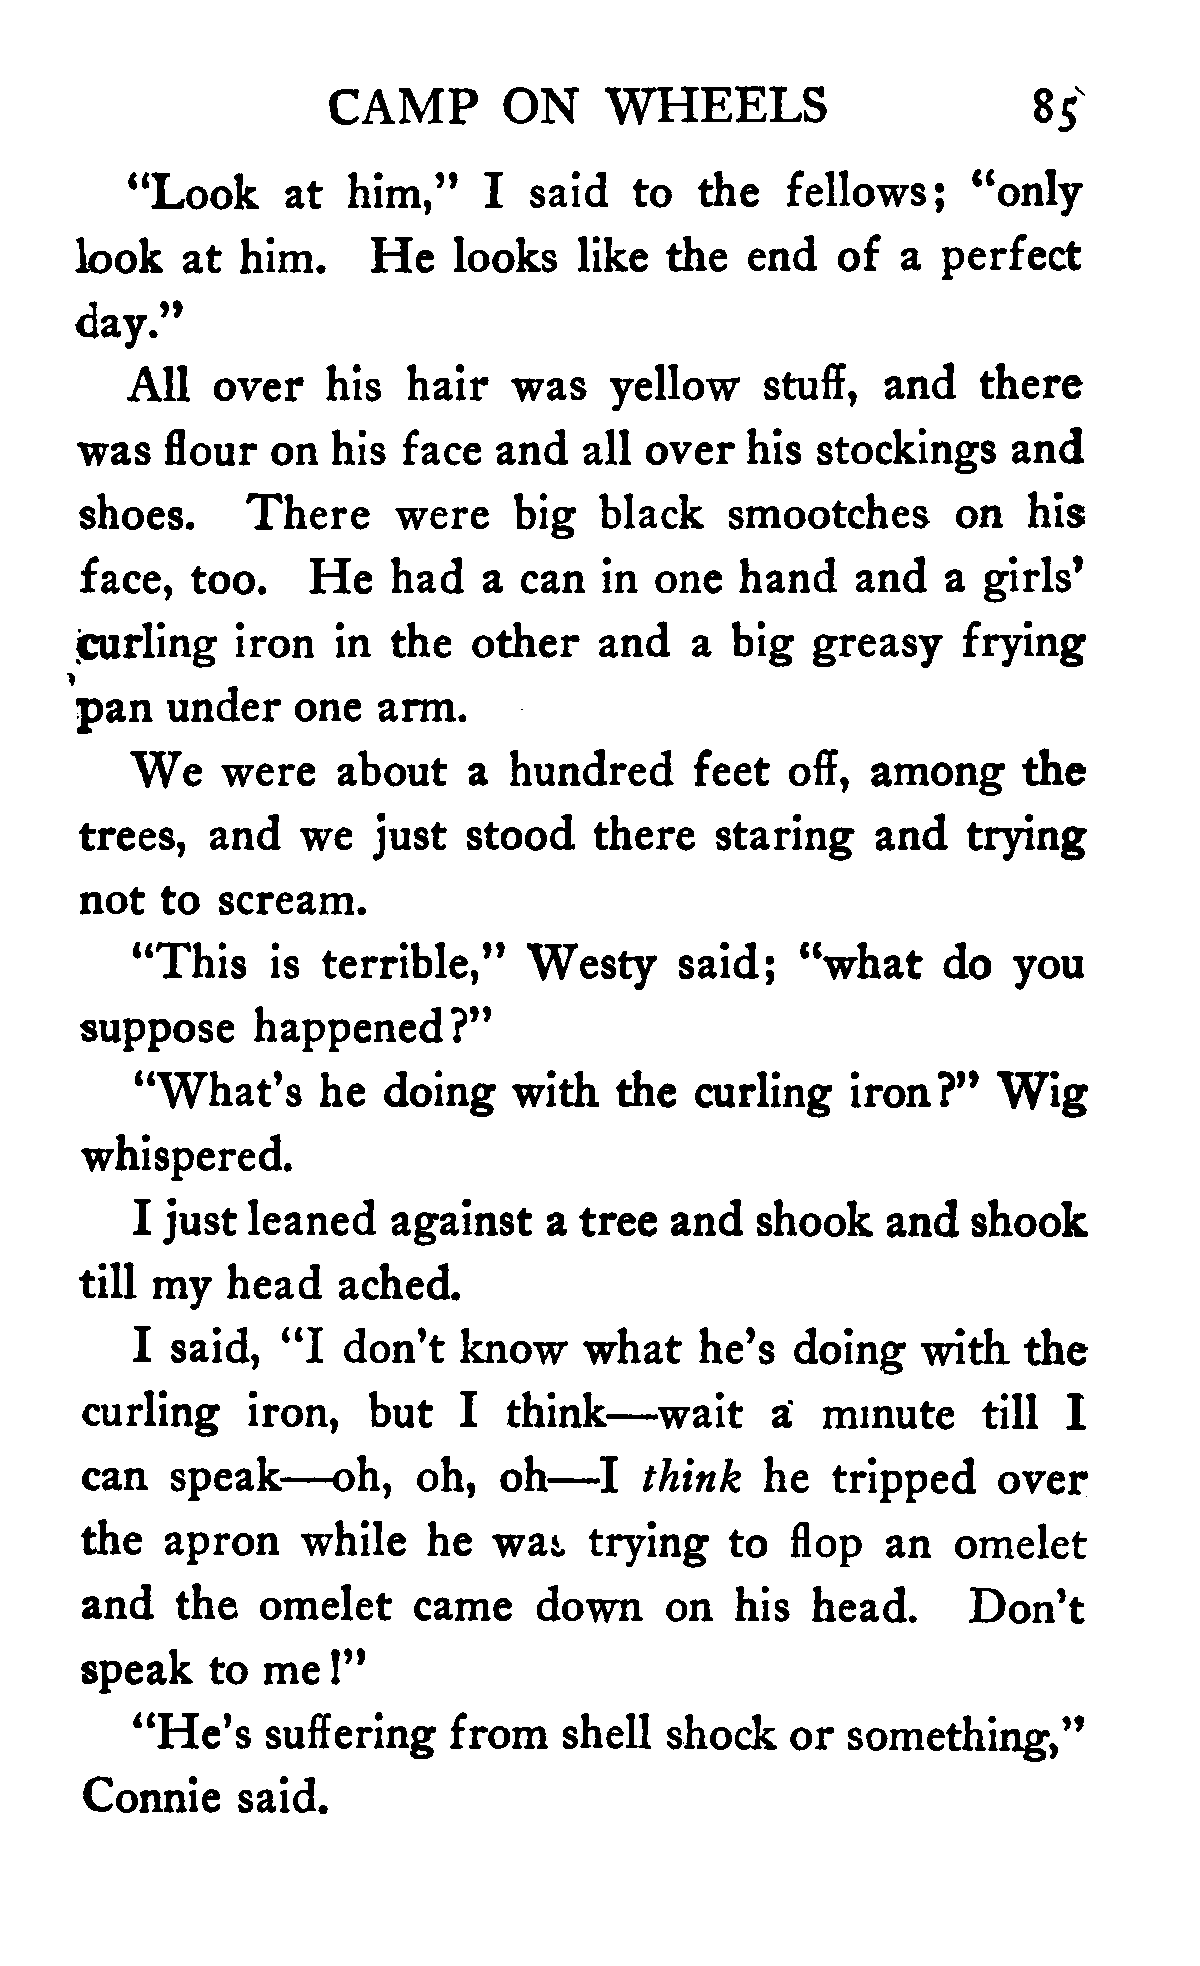 CAMP ON WHEELS 85
“Look at him,” I said to the fellows; “only
look at him. He looks like the end of a perfect
day.”
All over his hair was yellow stuff, and there
was flour on his face and all over his stockings and
shoes. There were big black smootches on his
face, too. He had a can in one hand and a girls’
curling iron in the other and a big greasy frying
pan under one arm.
We were about a hundred feet off, among the
trees, and we just stood there staring and trying
not to scream.
“This is terrible,” Westy said; “what do you
suppose happened?”
“What’s he doing with the curling iron?” Wig
whispered.
I just leaned against a tree and shook and shook
till my head ached.
I said, “I don’t know what he’s doing with the
curling iron, but I think—wait a minute till I
can speak—oh, oh, oh—I think he tripped over
the apron while he was trying to flop an omelet
and the omelet came down on his head. Don’t
speak to me!”
“He’s suffering from shell shock or something,”
Connie said.